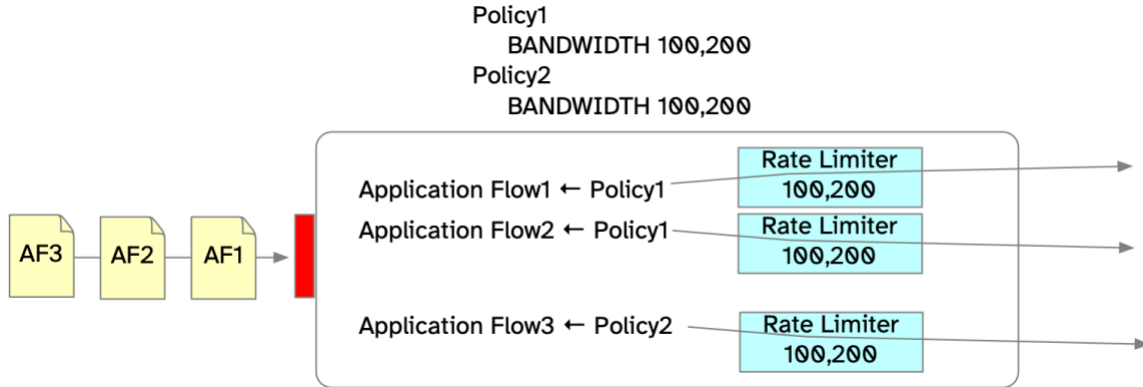 Policy1
BANDWIDTH 100,200
Policy2
BANDWIDTH 100,200
Rate Limiter
100,200
Application Flow1 ← Policy1
Application Flow2 ← Policy1
Rate Limiter
100,200
AF3
AF2
AF1
Application Flow3 ← Policy2
Rate Limiter
100,200